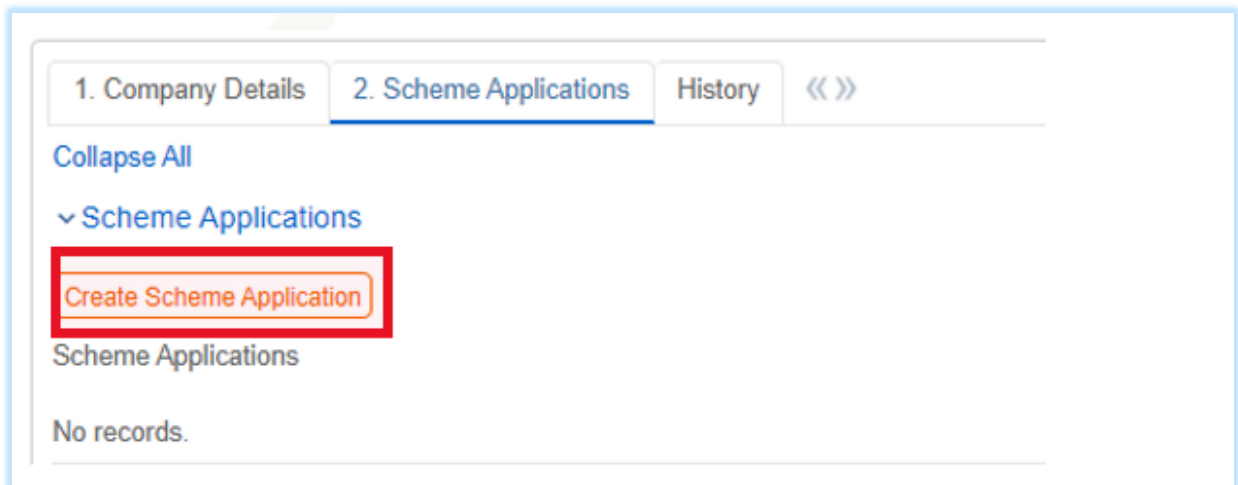 1. Company Details 2. Scheme Applications History
Collapse All
Scheme Applications
Create Scheme Application
Scheme Applications
No records.